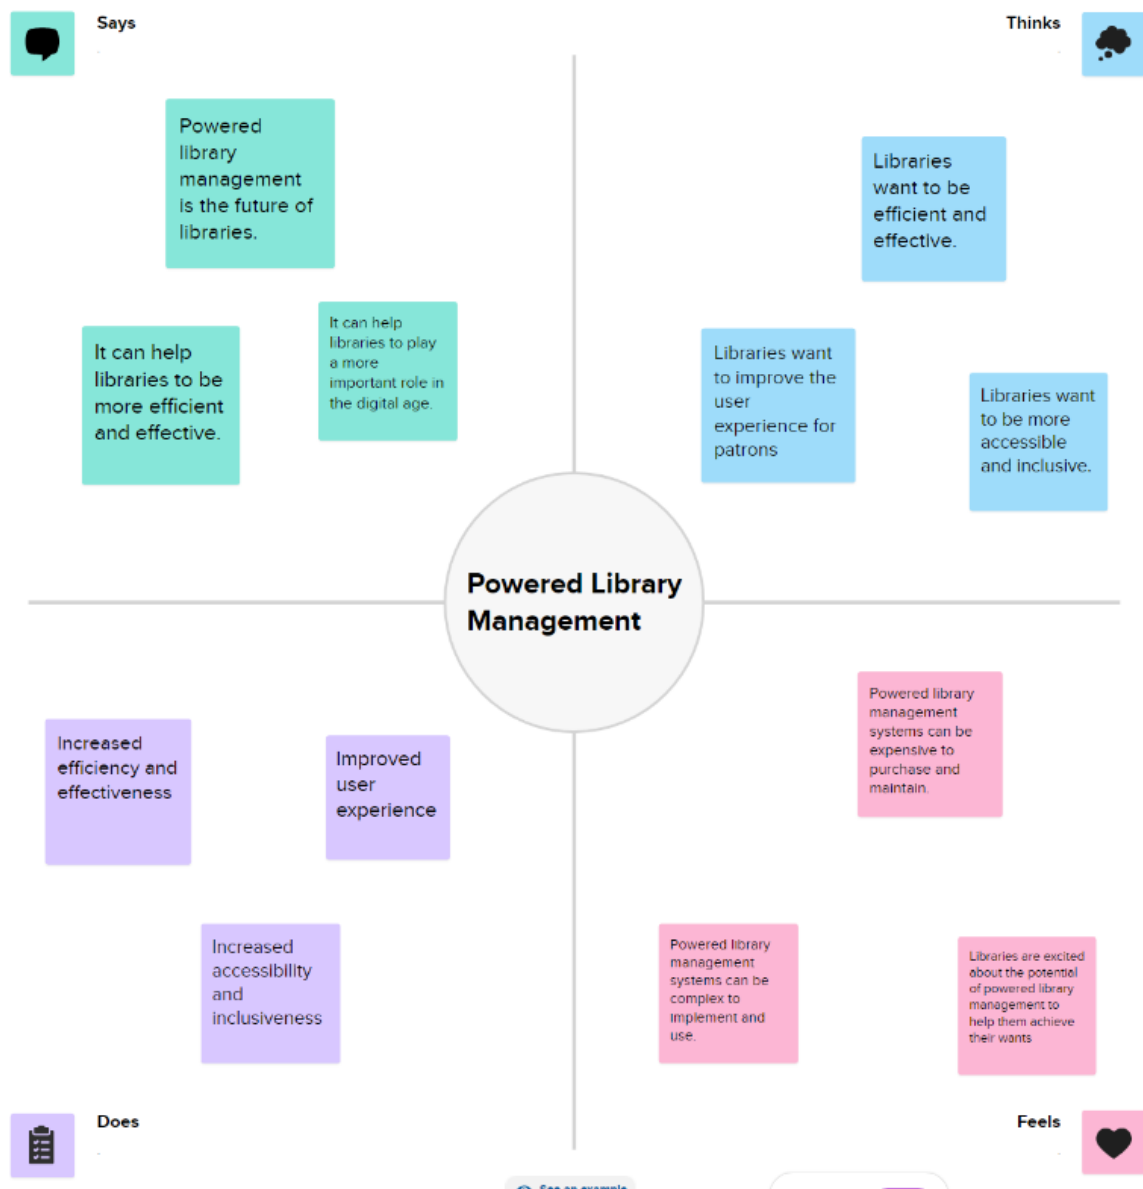 Says
Thinks
Powered
library
management
is the future of
libraries.
It can help
libraries to be
more efficient
and effective.
It can help
libraries to play
a more
important role in
the digital age.
Libraries
want to be
efficient and
effective.
Libraries want
to improve the
user
experience for
patrons
Libraries want
to be more
accessible
and inclusive.
Powered Library
Management
Increased
efficiency and
effectiveness
Improved
user
experience
Increased
accessibility
and
inclusiveness
Powered library
management
systems can be
expensive to
purchase and
maintain.
Powered library
management
systems can be
complex to
implement and
use.
Libraries are excited
about the potential
of powered library
management to
help them achieve
their wants
Does
Feels
See an example